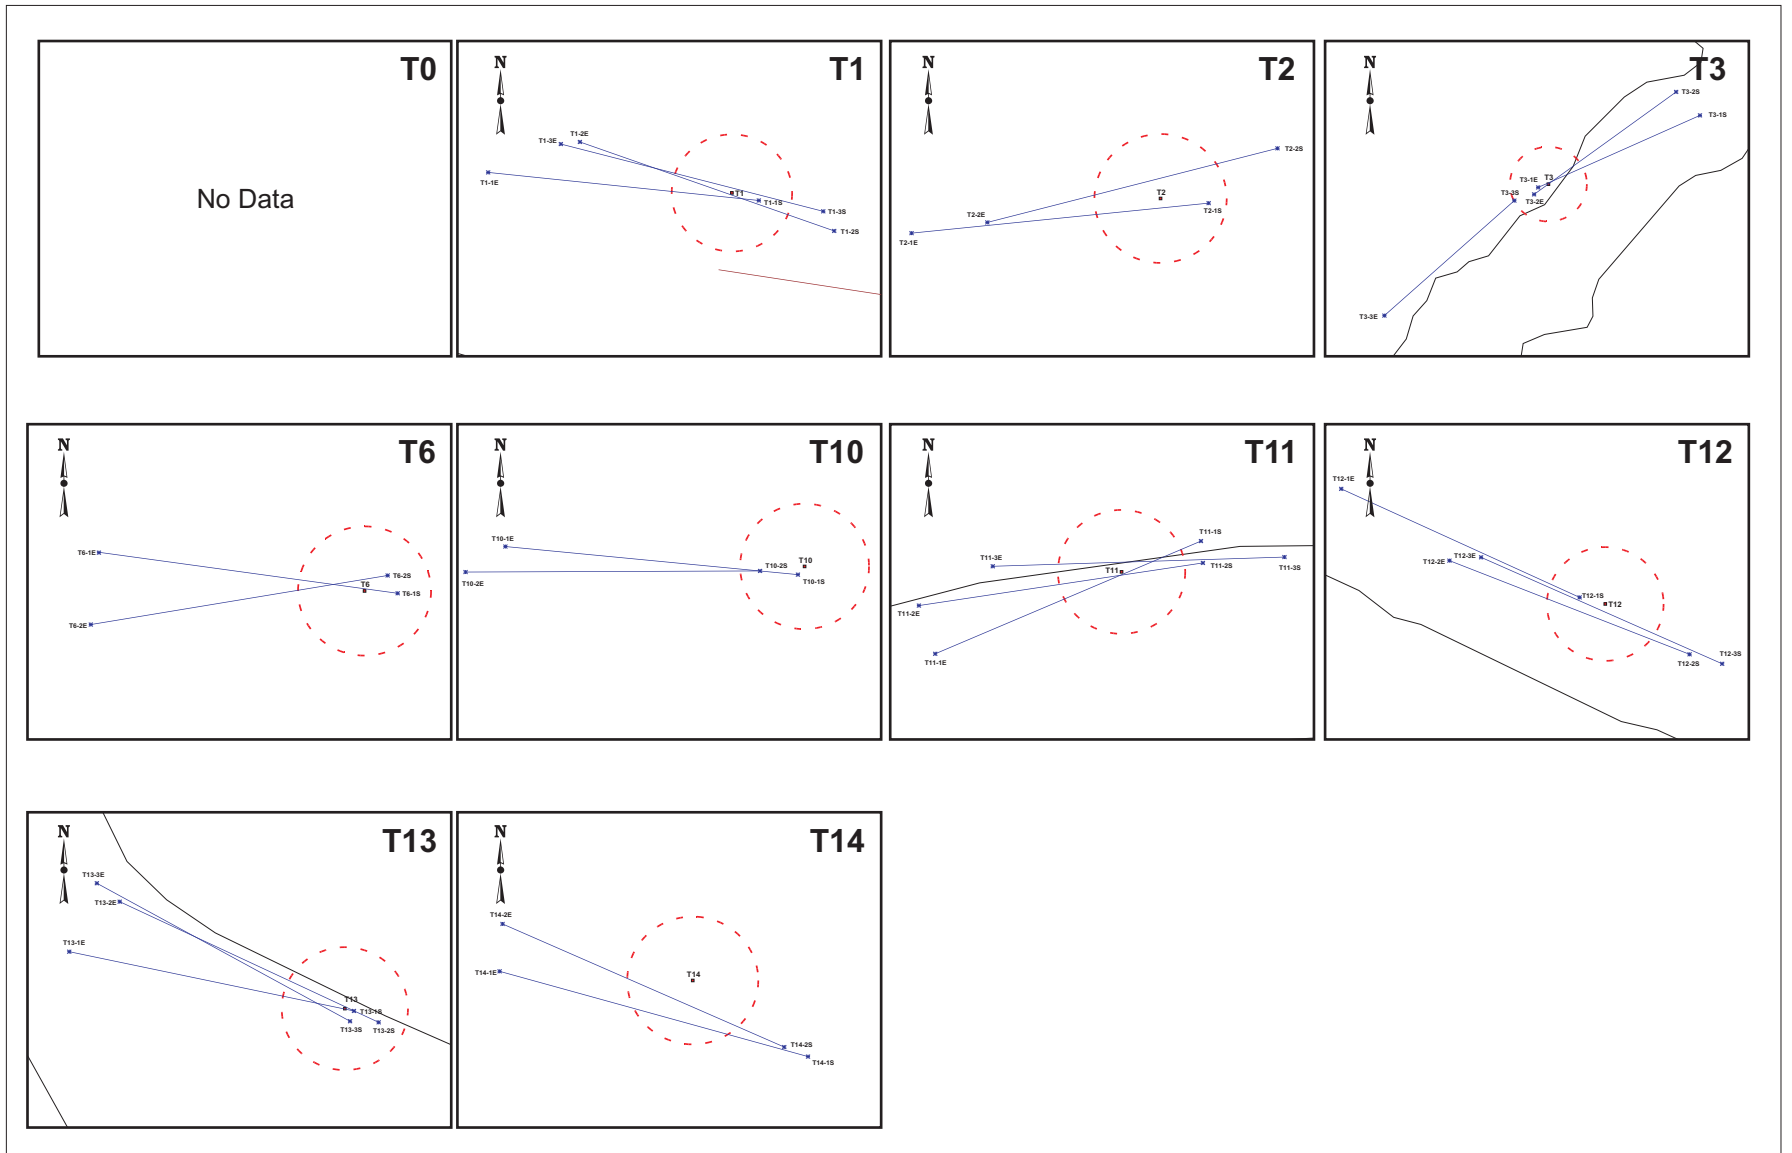 T0
No Data
N
T1
T1-2E
T1-3E
T1-1E
T1
T1-1S
T1-3S
T1-2S
N
T2
T2-2S
T2
T2-2E
T2-1S
T2-1E
N
T3
T3-2S
T3-1S
T3-1E
T3
T3-3S
T3-2E
T3-3E
N
T6
T6-1E
T6-2S
T6
T6-1S
T6-2E
N
T10
T10-1E
T10-2S
T10
T10-2E
T10-1S
N
T11
T11-1S
T11-3E
T11
T11-2S
T11-3S
T11-2E
T11-1E
N
T12
T12-1E
T12-3E
T12-2E
T12-1S
T12
T12-2S
T12-3S
N
T13
T13-3E
T13-2E
T13-1E
T13
T13-1S
T13-3S
T13-2S
N
T14
T14-2E
T14-1E
T14
T14-2S
T14-1S